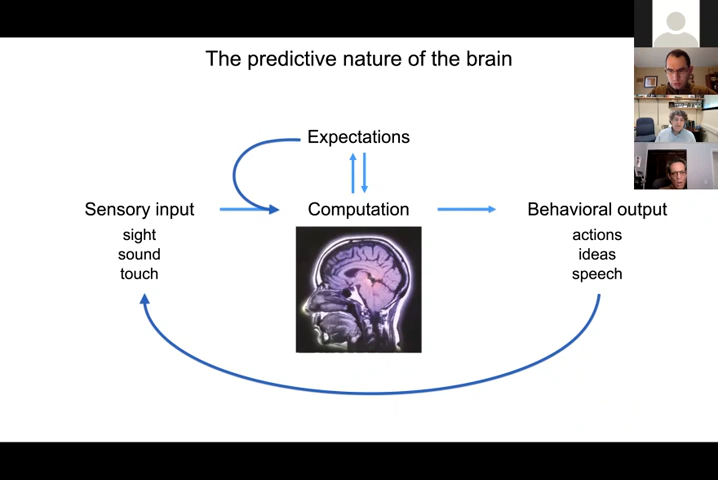 The predictive nature of the brain
Expectations
Sensory input
Computation
Behavioral output
sight
sound
touch
actions
ideas
speech